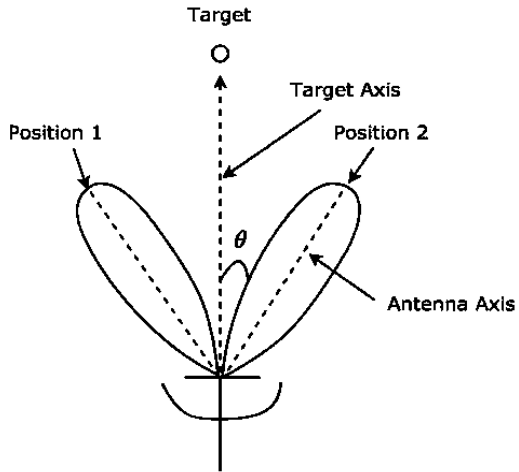 Target
Target Axis
Position 1
Position 2
θ
Antenna Axis